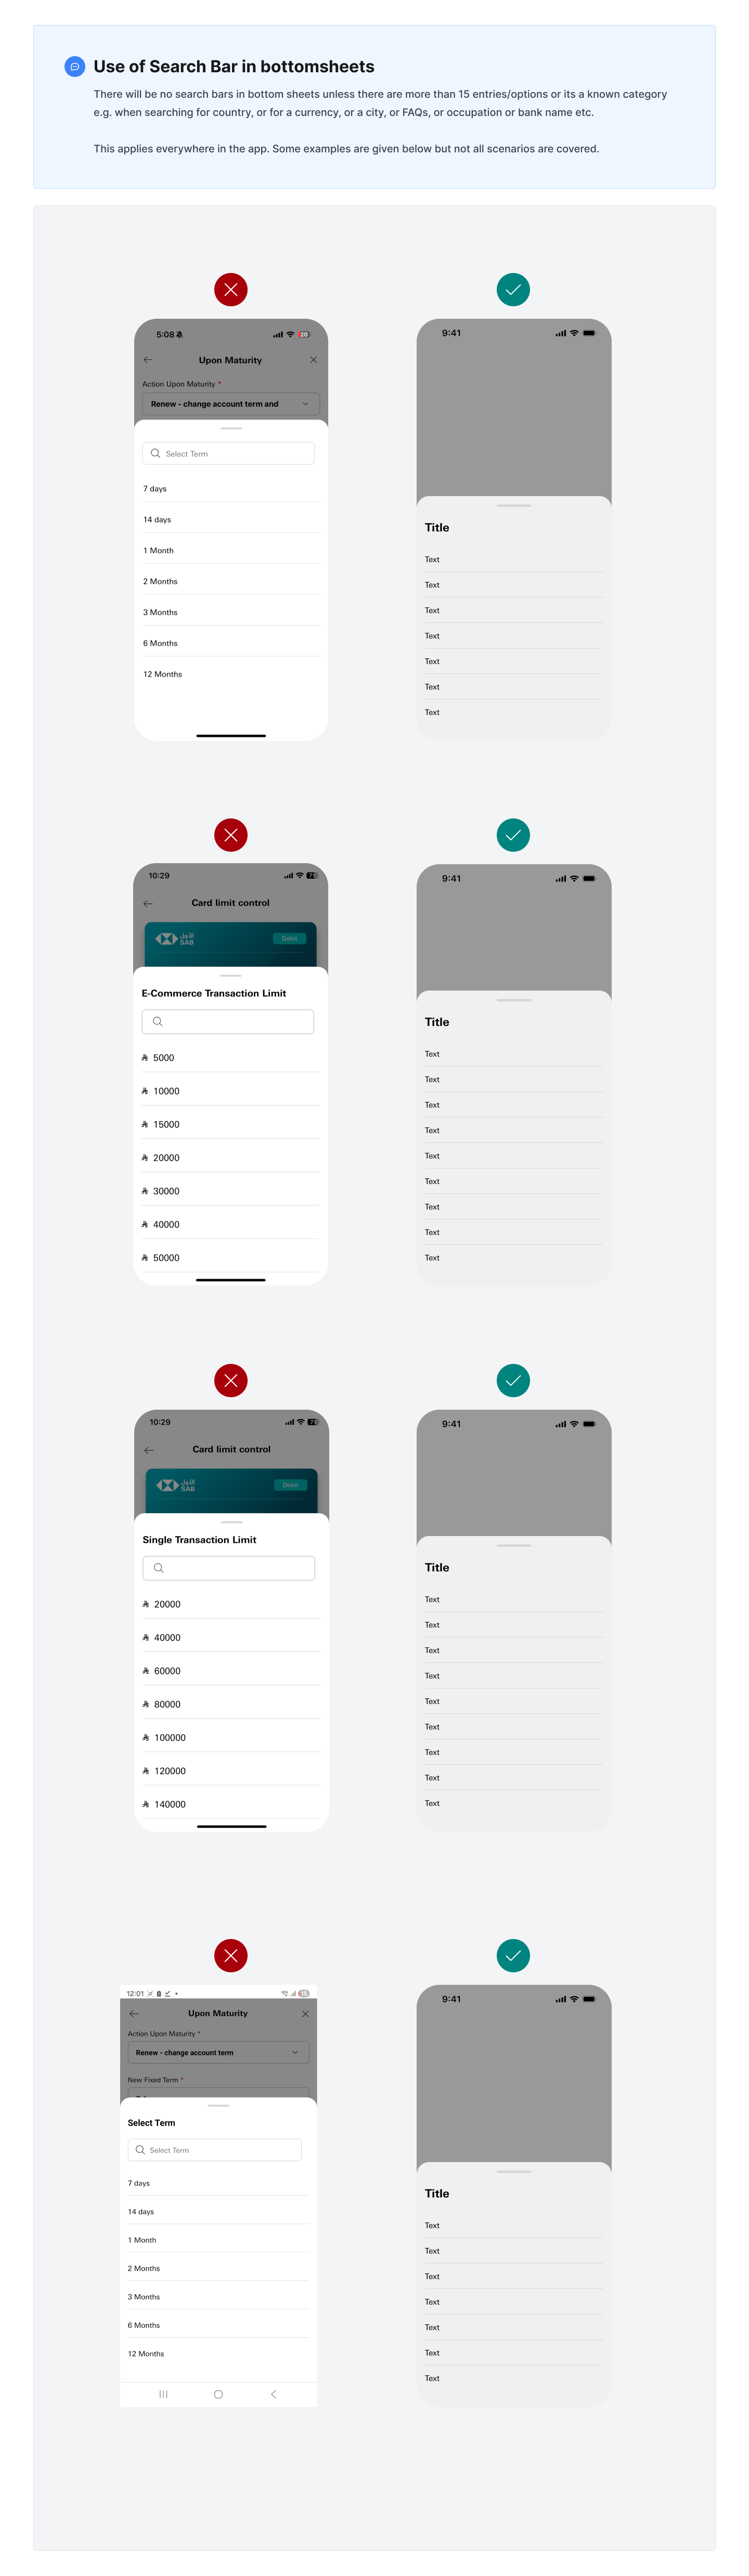 Use of Search Bar in bottomsheets
There will be no search bars in bottom sheets unless there are more than 15 entries/options or its a known category
e.g. when searching for country, or for a currency, or a city, or FAQs, or occupation or bank name etc.
This applies everywhere in the app. Some examples are given below but not all scenarios are covered.
5:08
20
Upon Maturity
Action Upon Maturity *
Renew - change account term and
Select Term
7 days
14 days
1 Month
2 Months
3 Months
6 Months
12 Months
9:41
Title
Text
Text
Text
Text
Text
Text
Text
10:29
Card limit control
الأول
SAB
Debit
E-Commerce Transaction Limit
5000
10000
15000
20000
30000
40000
50000
9:41
Title
Text
Text
Text
Text
Text
Text
Text
Text
Text
10:29
Card limit control
الأول
SAB
Debit
Single Transaction Limit
20000
40000
60000
80000
100000
120000
140000
9:41
Title
Text
Text
Text
Text
Text
Text
Text
Text
Text
12:01
15
Upon Maturity
Action Upon Maturity *
Renew - change account term
New Fixed Term *
Select Term
Select Term
7 days
14 days
1 Month
2 Months
3 Months
6 Months
12 Months
9:41
Title
Text
Text
Text
Text
Text
Text
Text